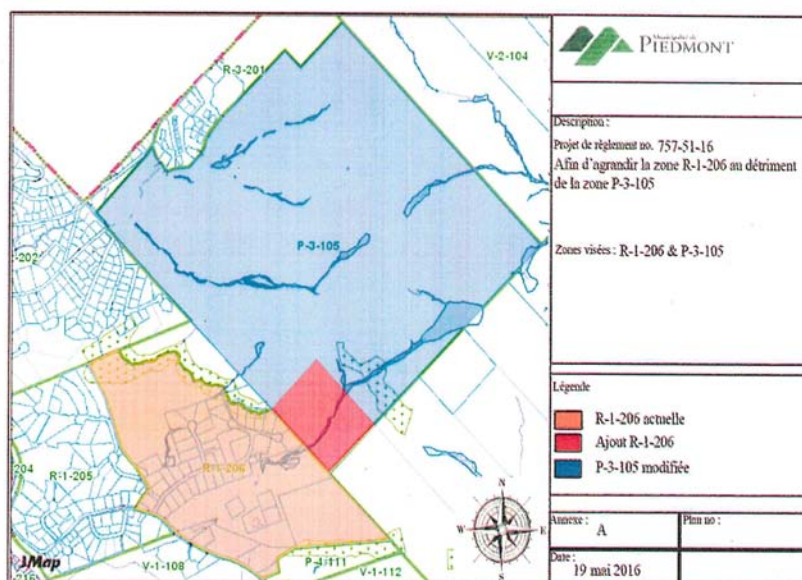 V-2-104
R-3-201
P-3-105
-202
204
R-1-205
R-1-206
V-1-108
P-1-111
V-1-112
N
W
E
S
JMap
Municipalité de
PIEDMONT
Description :
Projet de règlement no. 757-51-16
Afin d'agrandir la zone R-1-206 au détriment
de la zone P-3-105
Zones visées : R-1-206 & P-3-105
Légende
R-1-206 actuelle
Ajout R-1-206
P-3-105 modifiée
Annexe :
A
Plan no :
Date :
19 mai 2016